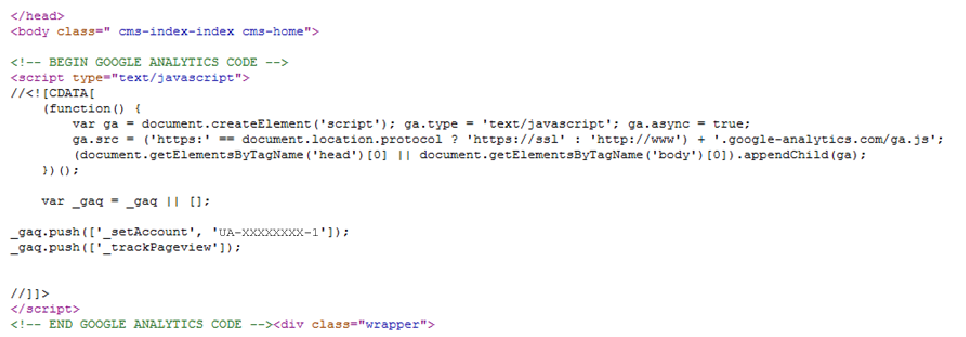 </head>
<body class=" cms-index-index cms-home">
<!-- BEGIN GOOGLE ANALYTICS CODE -->
<script type="text/javascript">
//<![CDATA[
(function() {
var ga = document.createElement('script'); ga.type = 'text/javascript'; ga.async = true;
ga.src = ('https:' == document.location.protocol ? 'https://ssl' : 'http://www') + '.google-analytics.com/ga.js';
(document.getElementsByTagName('head')[0] || document.getElementsByTagName('body')[0]).appendChild(ga);
})();
var _gaq = _gaq || [];
_gaq.push(['_setAccount', 'UA-XXXXXXXX-1']);
_gaq.push(['_trackPageview']);
//]]>
</script>
<!-- END GOOGLE ANALYTICS CODE --><div class="wrapper">